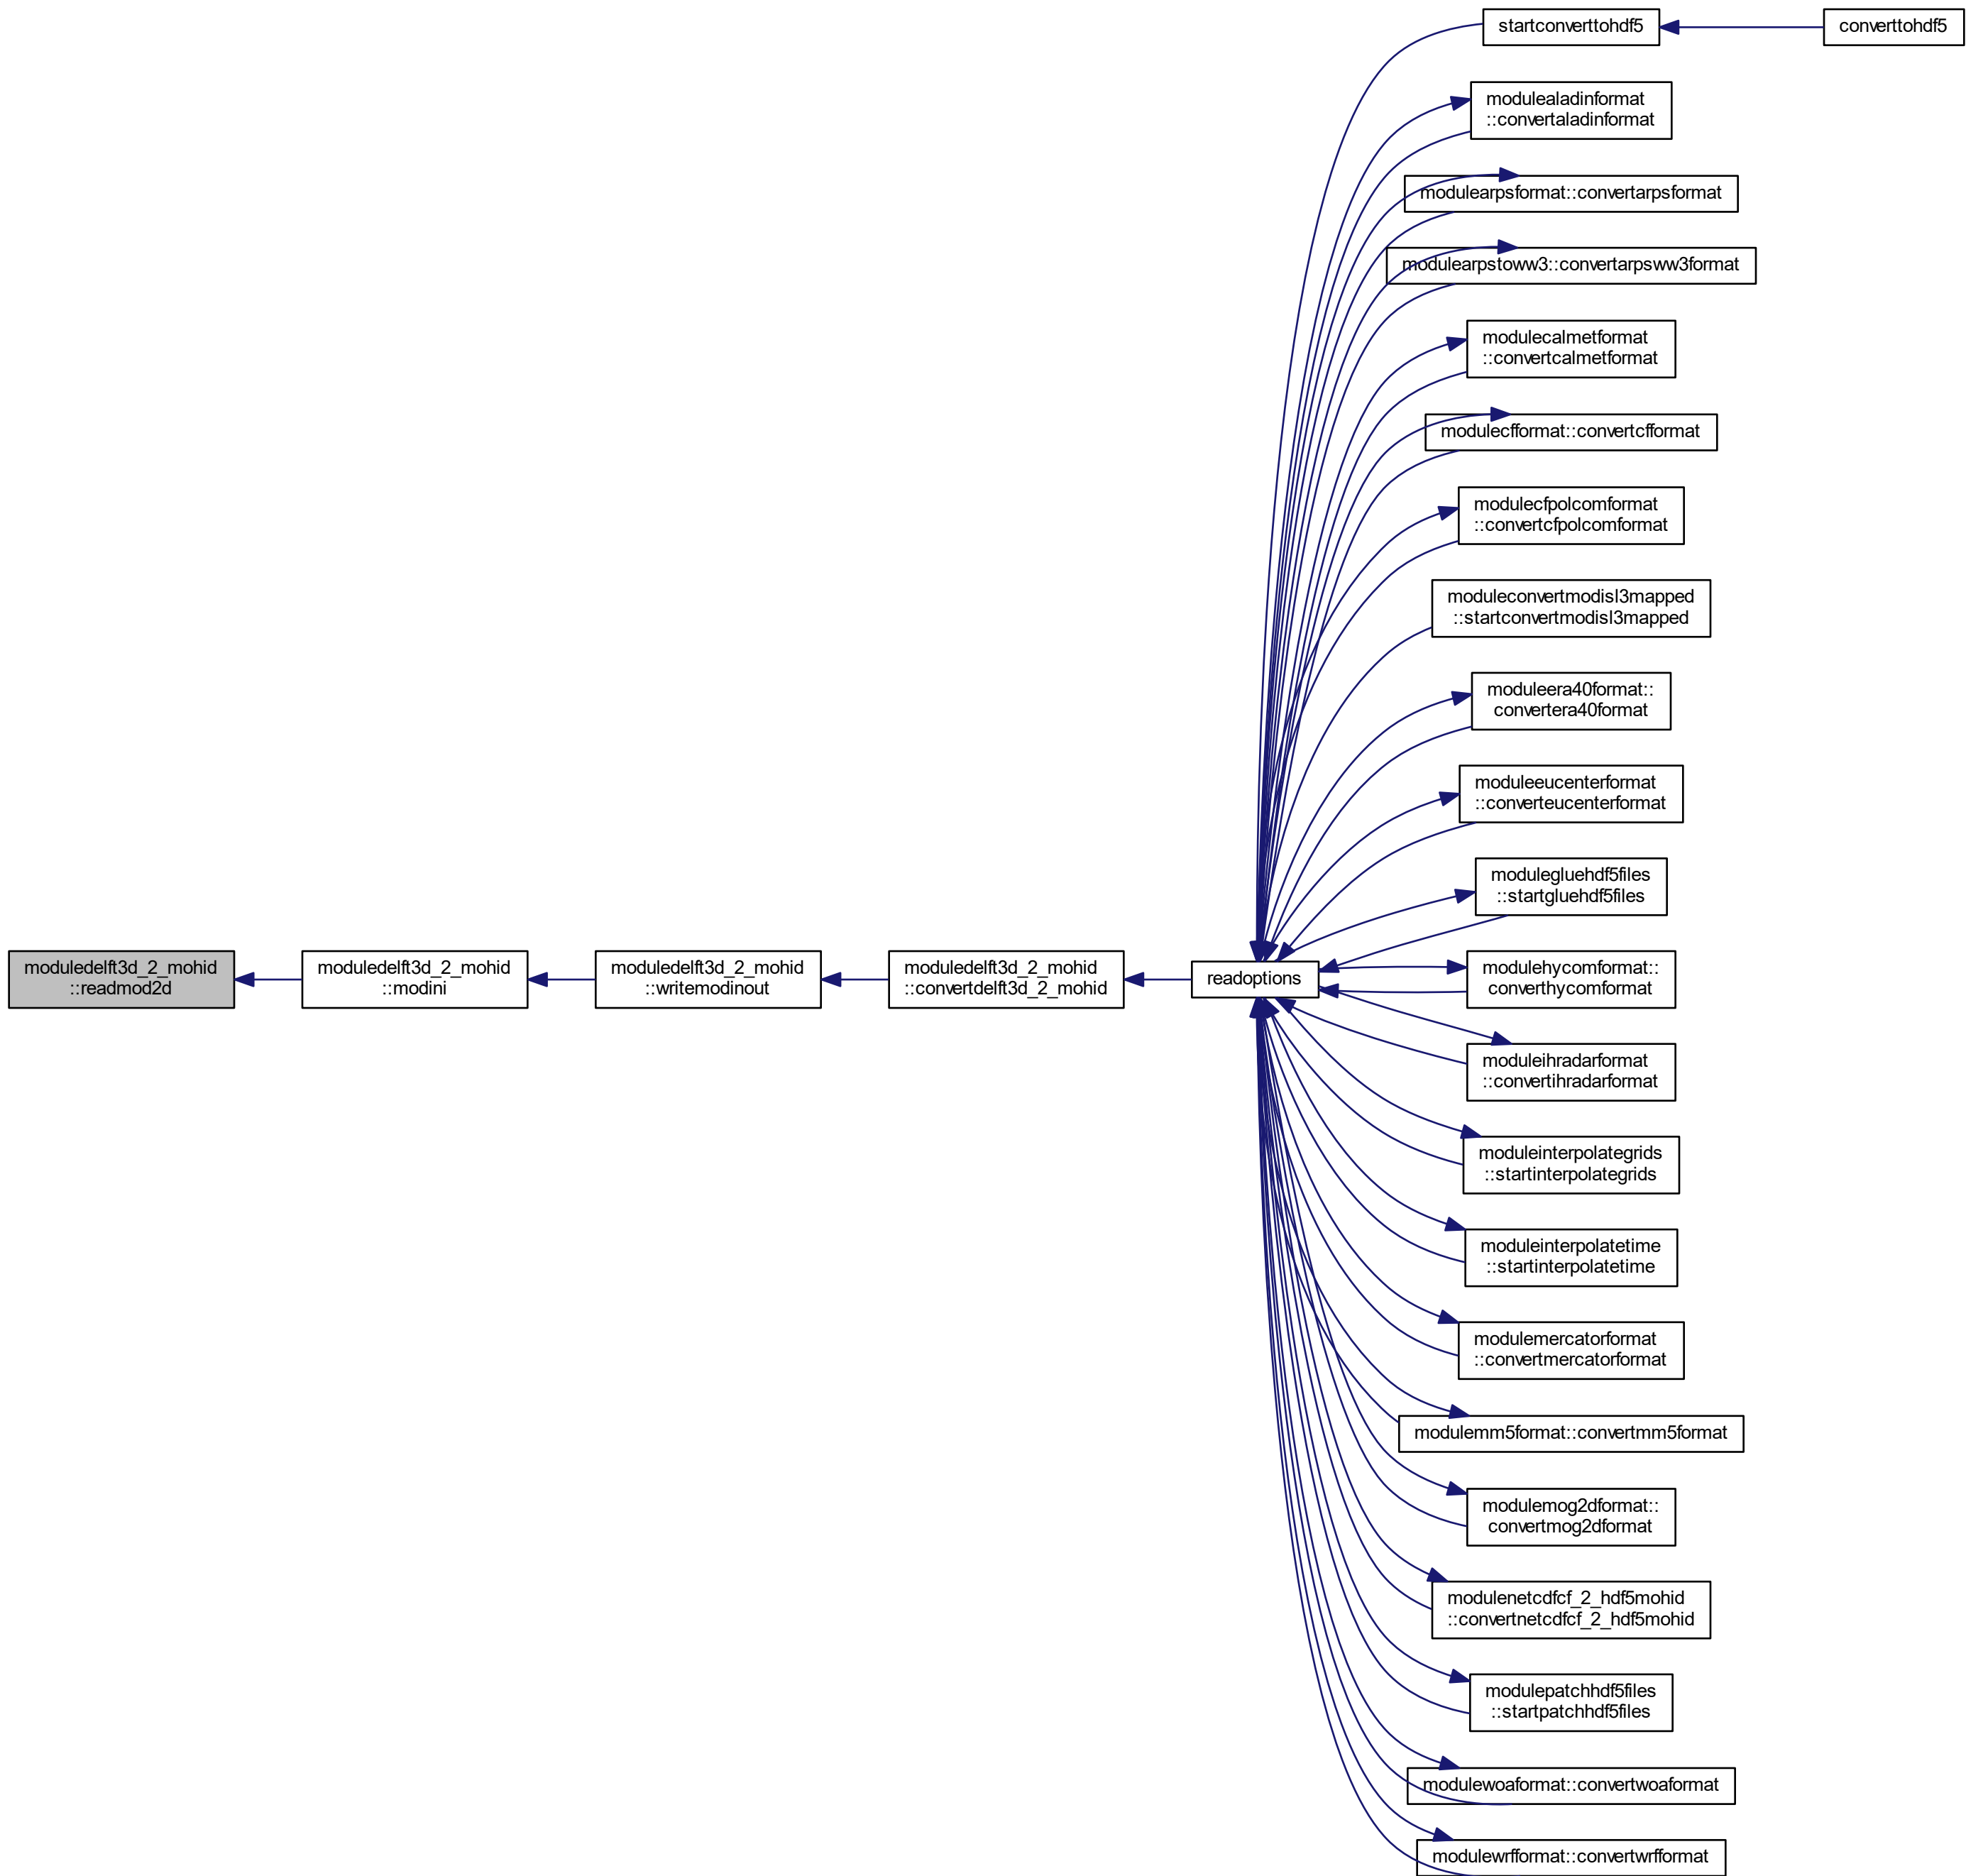 startconverttohdf5
converttohdf5
modulealadinformat
::convertaladinformat
modulearpsformat::convertarpsformat
modulearpstoww3::convertarpsww3format
modulecalmetformat
::convertcalmetformat
modulecfformat::convertcfformat
modulecfpolcomformat
::convertcfpolcomformat
moduleconvertmodisl3mapped
::startconvertmodisl3mapped
moduleera40format::
convertera40format
moduleeucenterformat
::converteucenterformat
modulegluehdf5files
::startgluehdf5files
moduledelft3d_2_mohid
::readmod2d
moduledelft3d_2_mohid
::modini
moduledelft3d_2_mohid
::writemodinout
moduledelft3d_2_mohid
::convertdelft3d_2_mohid
readoptions
modulehycomformat::
converthycomformat
moduleihradarformat
::convertihradarformat
moduleinterpolategrids
::startinterpolategrids
moduleinterpolatetime
::startinterpolatetime
modulemercatorformat
::convertmercatorformat
modulemm5format::convertmm5format
modulemog2dformat::
convertmog2dformat
modulenetcdfcf_2_hdf5mohid
::convertnetcdfcf_2_hdf5mohid
modulepatchhdf5files
::startpatchhdf5files
modulewoaformat::convertwoaformat
modulewrfformat::convertwrfformat